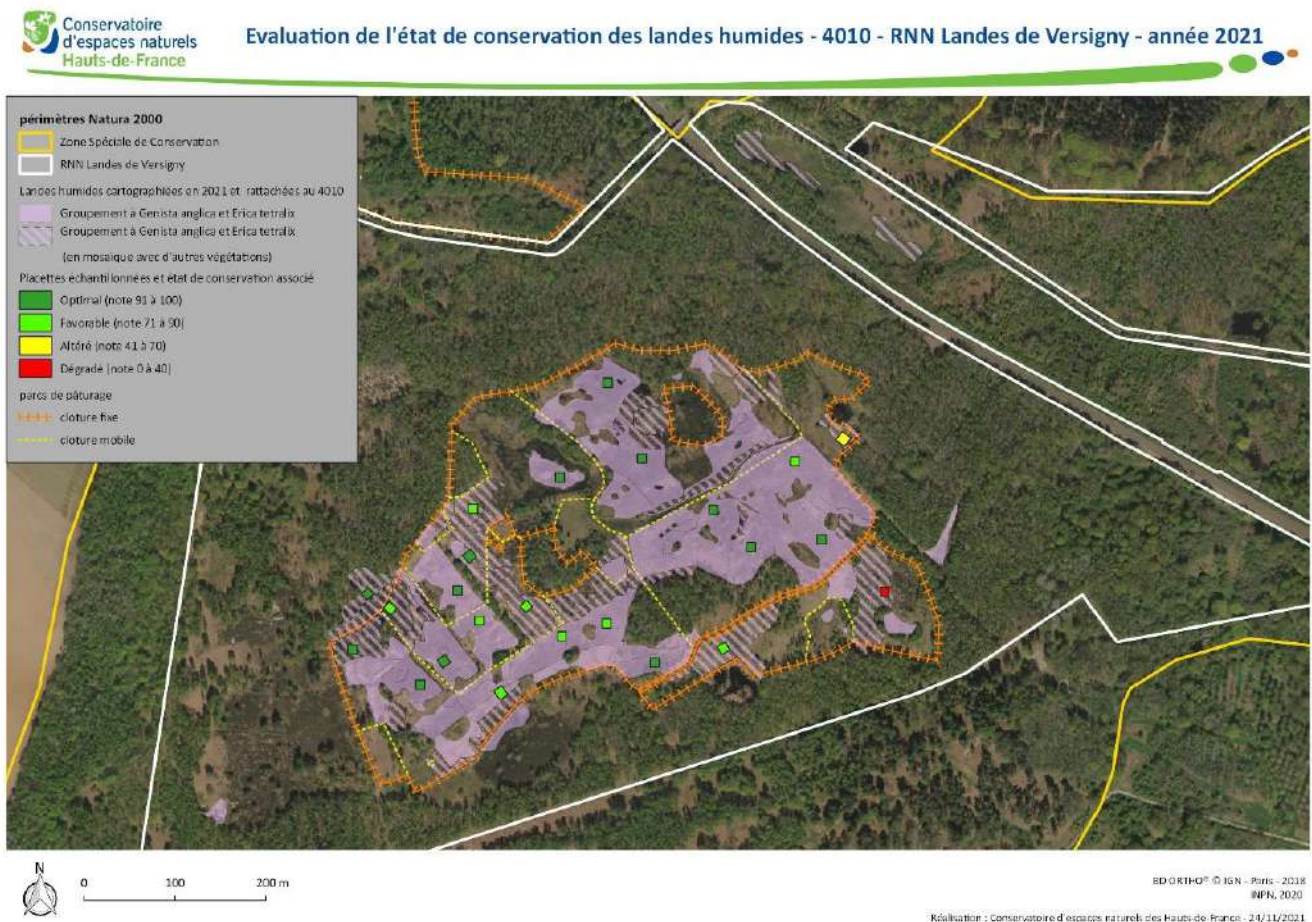 Conservatoire
d'espaces naturels
Hauts-de-France
Evaluation de l'état de conservation des landes humides - 4010 - RNN Landes de Versigny - année 2021
périmètres Natura 2000
Zone Spéciale de Conservation
RNN Landes de Versigny
Landes humides cartographiées en 2021 et rattachées au 4010
Groupement à Genista anglica et Erica tetralix
Groupement à Genista anglica et Erica tetralix
(en mosaique avec d'autres végétations)
Placettes échantillonnées et état de conservation associé
Optimal (note 91 à 100)
Favorable (note 71 à 90)
Altéré (note 41 à 70)
Dégradé (note 0 à 40)
parcs de pâturage
cloture fixe
cloture mobile
N
0 100 200 m
BD ORTHO® © IGN - Paris - 2018
INPN, 2020
Réalisation : Conservatoire d'espaces naturels des Hauts-de-France - 24/11/2021